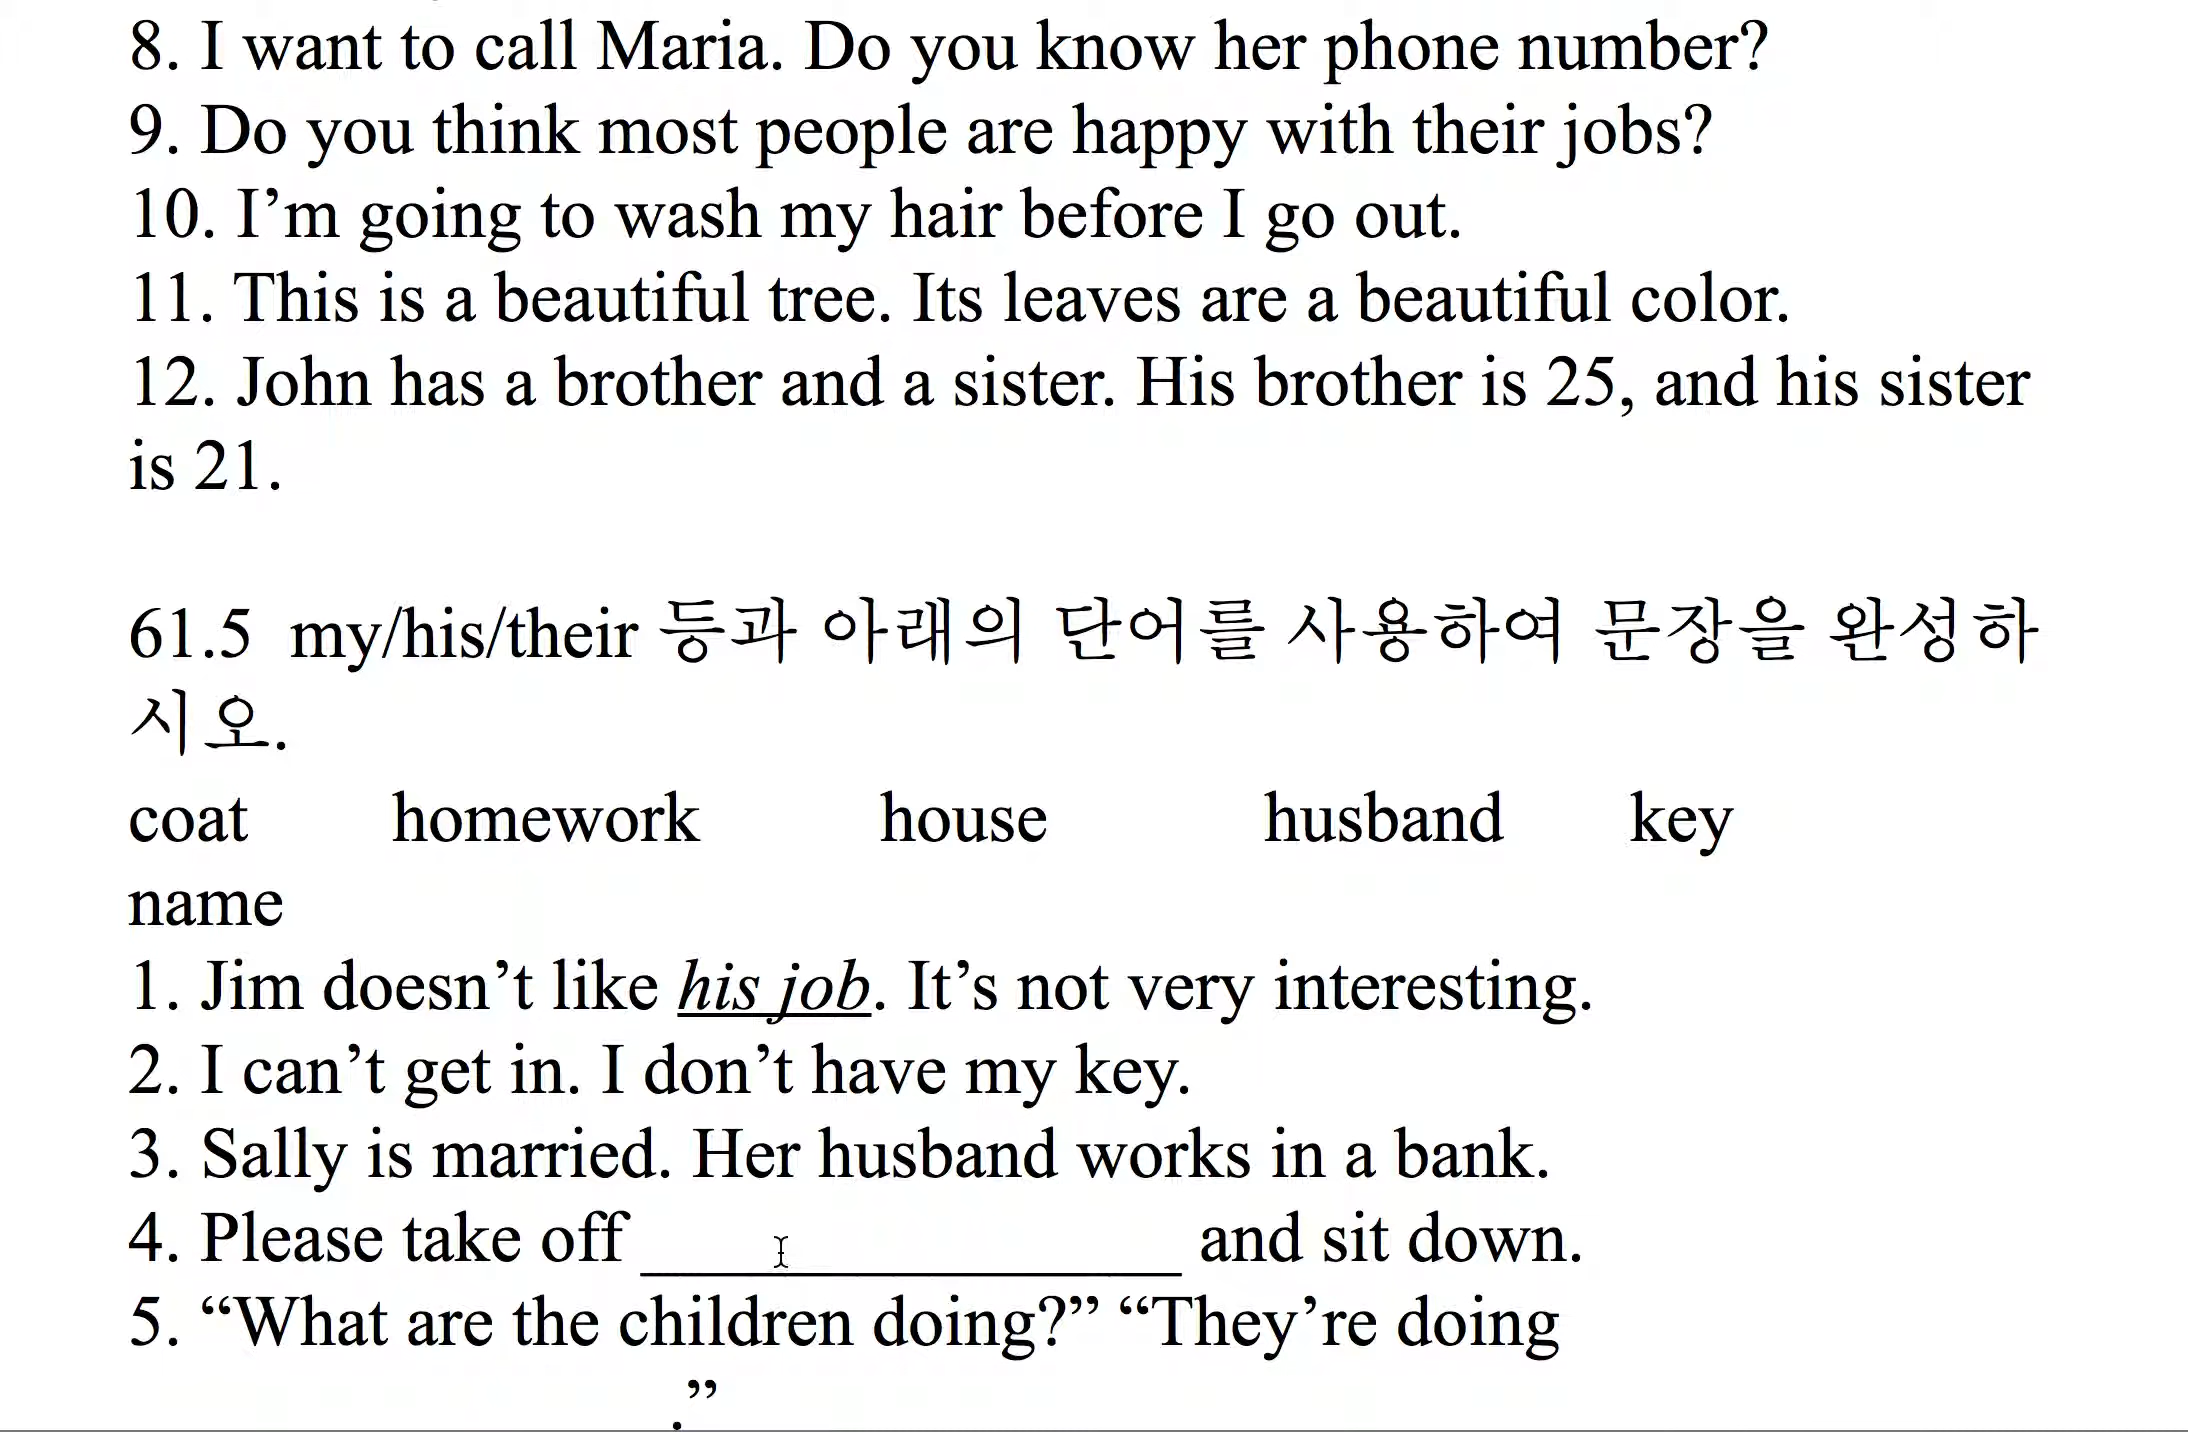 8. I want to call Maria. Do you know her phone number?
9. Do you think most people are happy with their jobs?
10. I’m going to wash my hair before I go out.
11. This is a beautiful tree. Its leaves are a beautiful color.
12. John has a brother and a sister. His brother is 25, and his sister
is 21.
61.5 my/his/their 등과 아래의 단어를 사용하여 문장을 완성하
시오.
coat homework house husband key
name
1. Jim doesn’t like his job. It’s not very interesting.
2. I can’t get in. I don’t have my key.
3. Sally is married. Her husband works in a bank.
4. Please take off ________________ and sit down.
5. “What are the children doing?” “They’re doing
.”